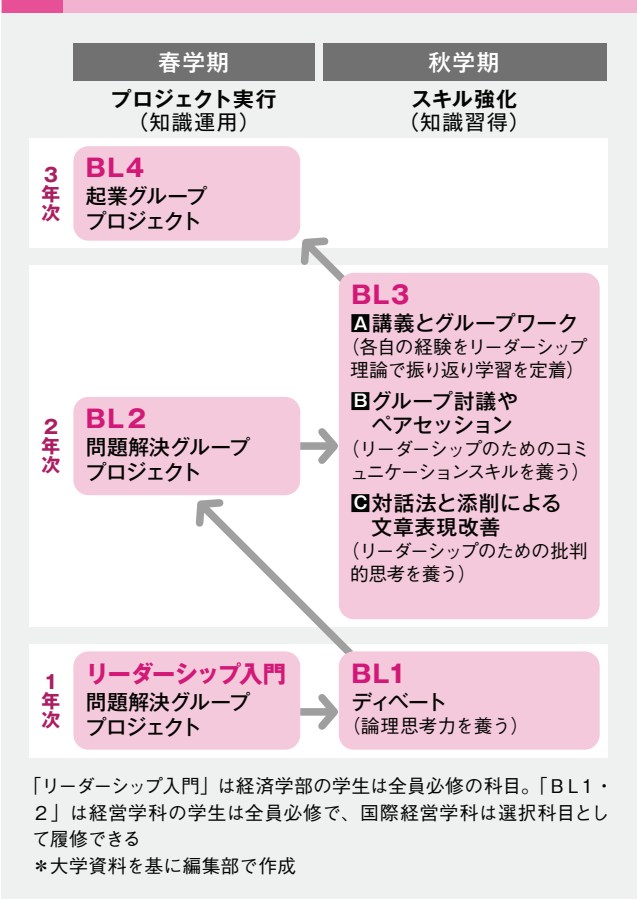 春学期
秋学期
プロジェクト実行
（知識運用）
スキル強化
（知識習得）
3年次
BL4
起業グループ
プロジェクト
2年次
BL2
問題解決グループ
プロジェクト
BL3
A講義とグループワーク
（各自の経験をリーダーシップ
理論で振り返り学習を定着）
Bグループ討議や
ペアセッション
（リーダーシップのためのコミ
ュニケーションスキルを養う）
C対話法と添削による
文章表現改善
（リーダーシップのための批判
的思考を養う）
1年次
リーダーシップ入門
問題解決グループ
プロジェクト
BL1
ディベート
（論理思考力を養う）
「リーダーシップ入門」は経済学部の学生は全員必修の科目。「ＢＬ１・
２」は経営学科の学生は全員必修で、国際経営学科は選択科目とし
て履修できる
＊大学資料を基に編集部で作成